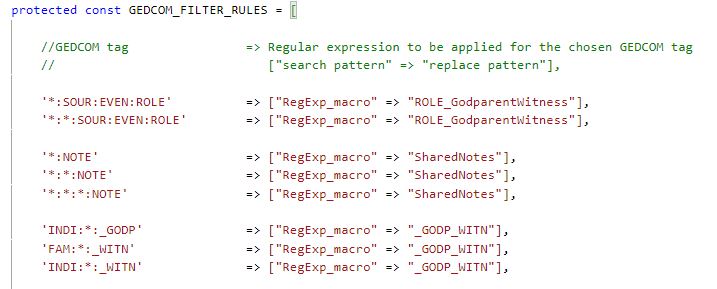 protected const GEDCOM_FILTER_RULES = [
//GEDCOM tag => Regular expression to be applied for the chosen GEDCOM tag
// ["search pattern" => "replace pattern"],
'*:SOUR:EVEN:ROLE' => ["RegExp_macro" => "ROLE_GodparentWitness"],
'*:*:SOUR:EVEN:ROLE' => ["RegExp_macro" => "ROLE_GodparentWitness"],
'*:NOTE' => ["RegExp_macro" => "SharedNotes"],
'*:*:NOTE' => ["RegExp_macro" => "SharedNotes"],
'*:*:*:NOTE' => ["RegExp_macro" => "SharedNotes"],
'INDI:*:_GODP' => ["RegExp_macro" => "_GODP_WITN"],
'FAM:*:_WITN' => ["RegExp_macro" => "_GODP_WITN"],
'INDI:*:_WITN' => ["RegExp_macro" => "_GODP_WITN"],